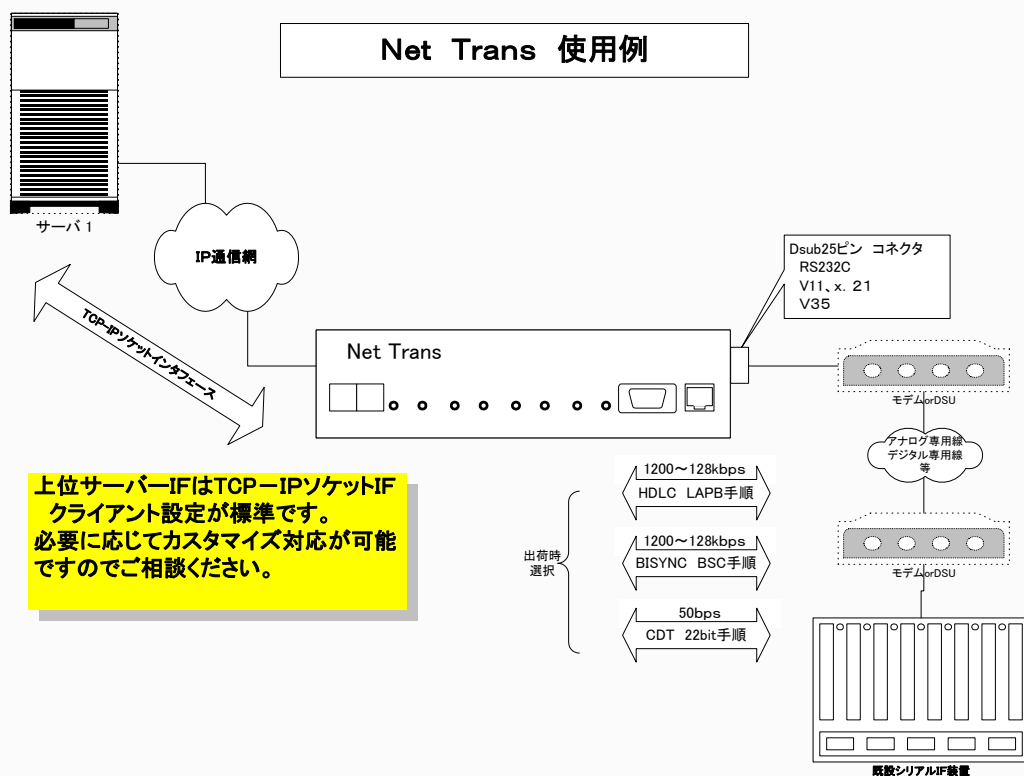 Net Trans 使用例
サーバ 1
IP通信網
TCP-IPソケットインタフェース
Dsub25ピン コネクタ
RS232C
V11、x. 21
V35
Net Trans
モデムorDSU
アナログ専用線
デジタル専用線
等
モデムorDSU
既設シリアルIF装置
上位サーバーIFはTCP－IPソケットIF
クライアント設定が標準です。
必要に応じてカスタマイズ対応が可能
ですのでご相談ください。
出荷時
選択
1200～128kbps
HDLC LAPB手順
1200～128kbps
BISYNC BSC手順
50bps
CDT 22bit手順